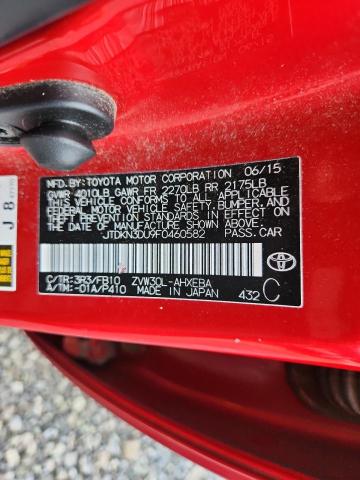 MFD.BY:TOYOTA MOTOR CORPORATION 06/15
GVWR 4010LB GAWR FR 2270LB RR 2175LB
THIS VEHICLE CONFORMS TO ALL APPLICABLE
FEDERAL MOTOR VEHICLE SAFETY, BUMPER, AND
THEFT PREVENTION STANDARDS IN EFFECT ON
THE DATE OF MANUFACTURE SHOWN ABOVE.
JTDKN3DU9F0460582 PASS.CAR
C/TR:3R3/FB10 ZVW30L-AHXEBA
A/TM:-01A/P410 MADE IN JAPAN 432 C
TOYOTA
J 8